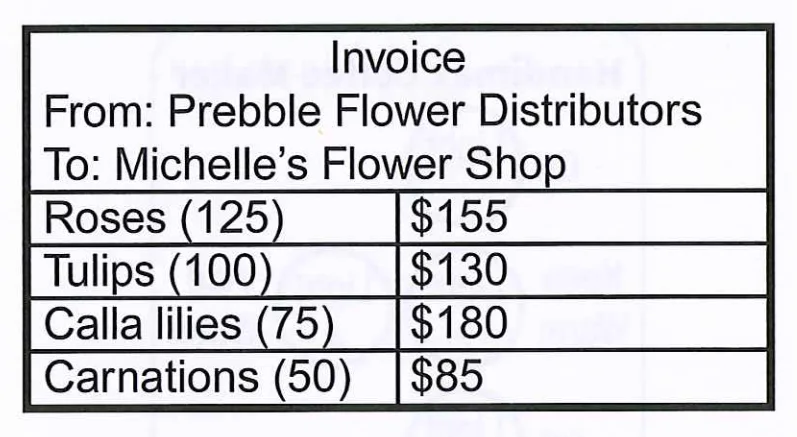 Invoice
From: Prebble Flower Distributors
To: Michelle's Flower Shop
Roses (125) $155
Tulips (100) $130
Calla lilies (75) $180
Carnations (50) $85